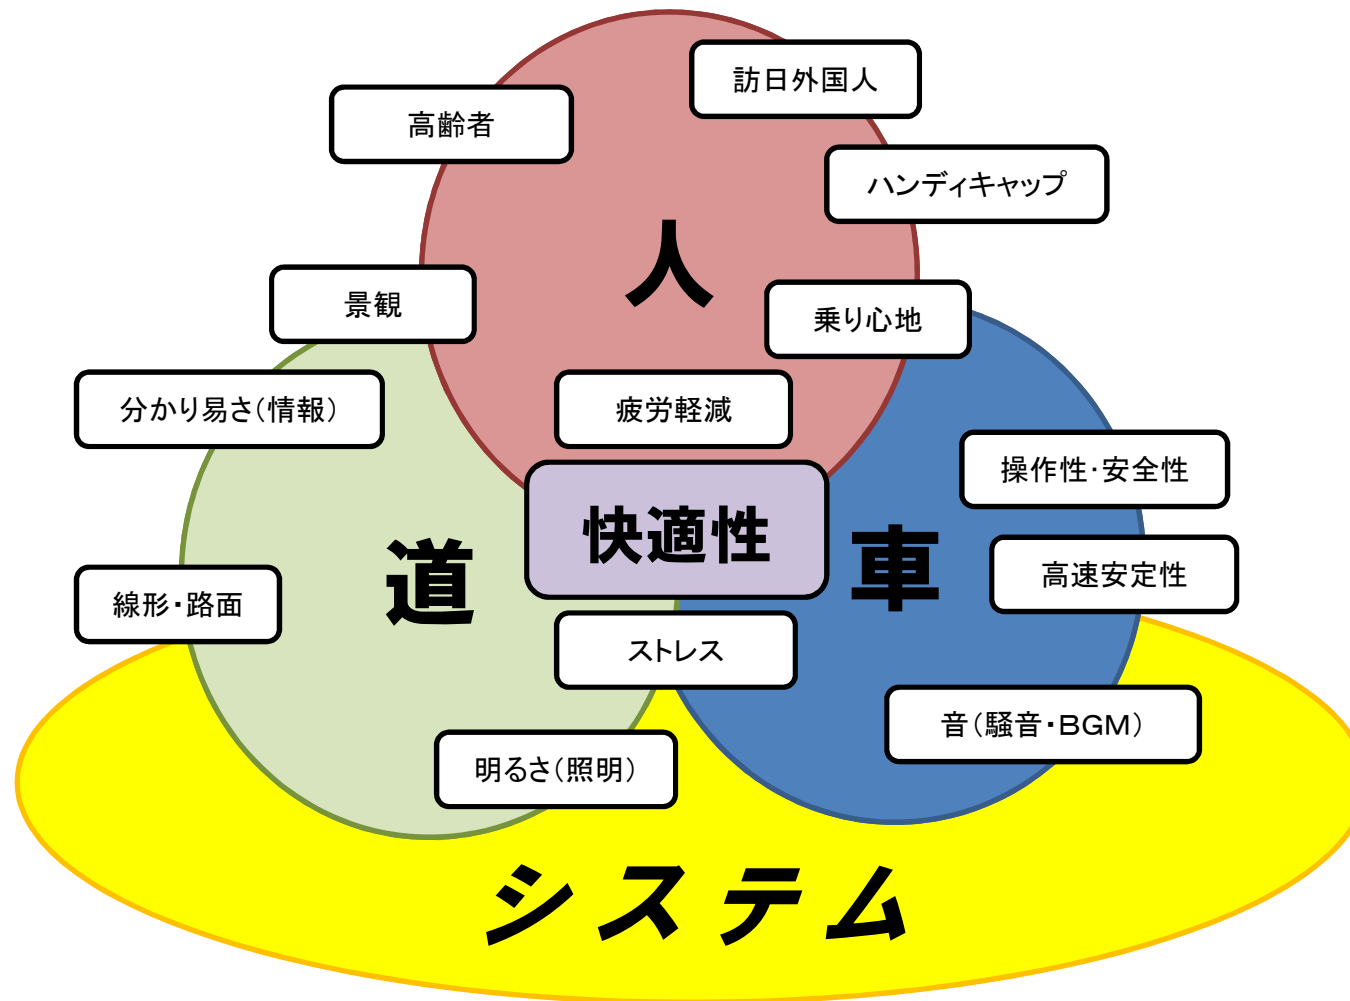 訪日外国人
高齢者
ハンディキャップ
人
景観
乗り心地
分かり易さ(情報)
疲労軽減
操作性・安全性
快適性
道
車
高速安定性
線形・路面
ストレス
音(騒音・BGM)
明るさ(照明)
システム